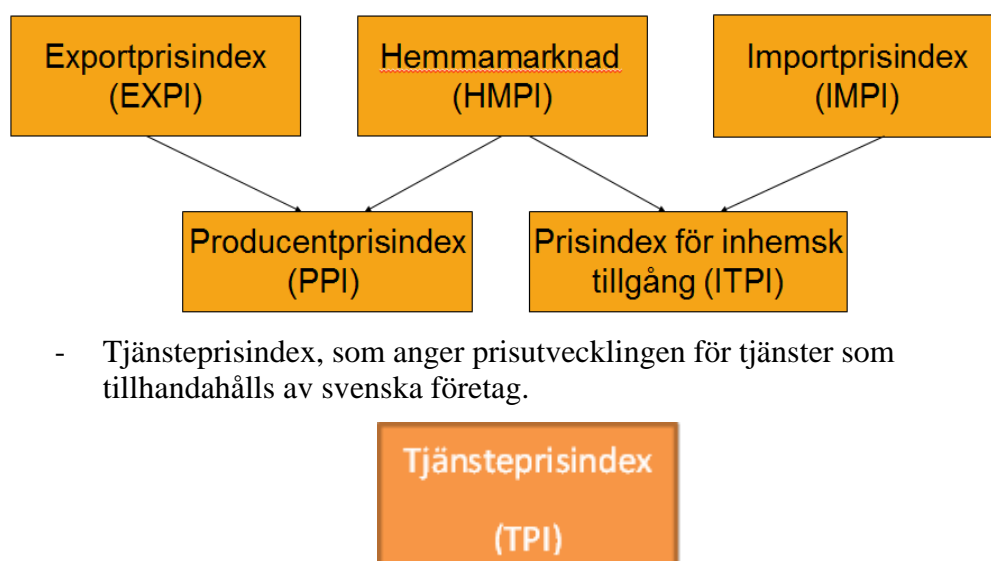 Exportprisindex
(EXPI)
Hemmamarknad
(HMPI)
Importprisindex
(IMPI)
Producentprisindex
(PPI)
Prisindex för inhemsk
tillgång (ITPI)
- Tjänsteprisindex, som anger prisutvecklingen för tjänster som
tillhandahålls av svenska företag.
Tjänsteprisindex
(TPI)